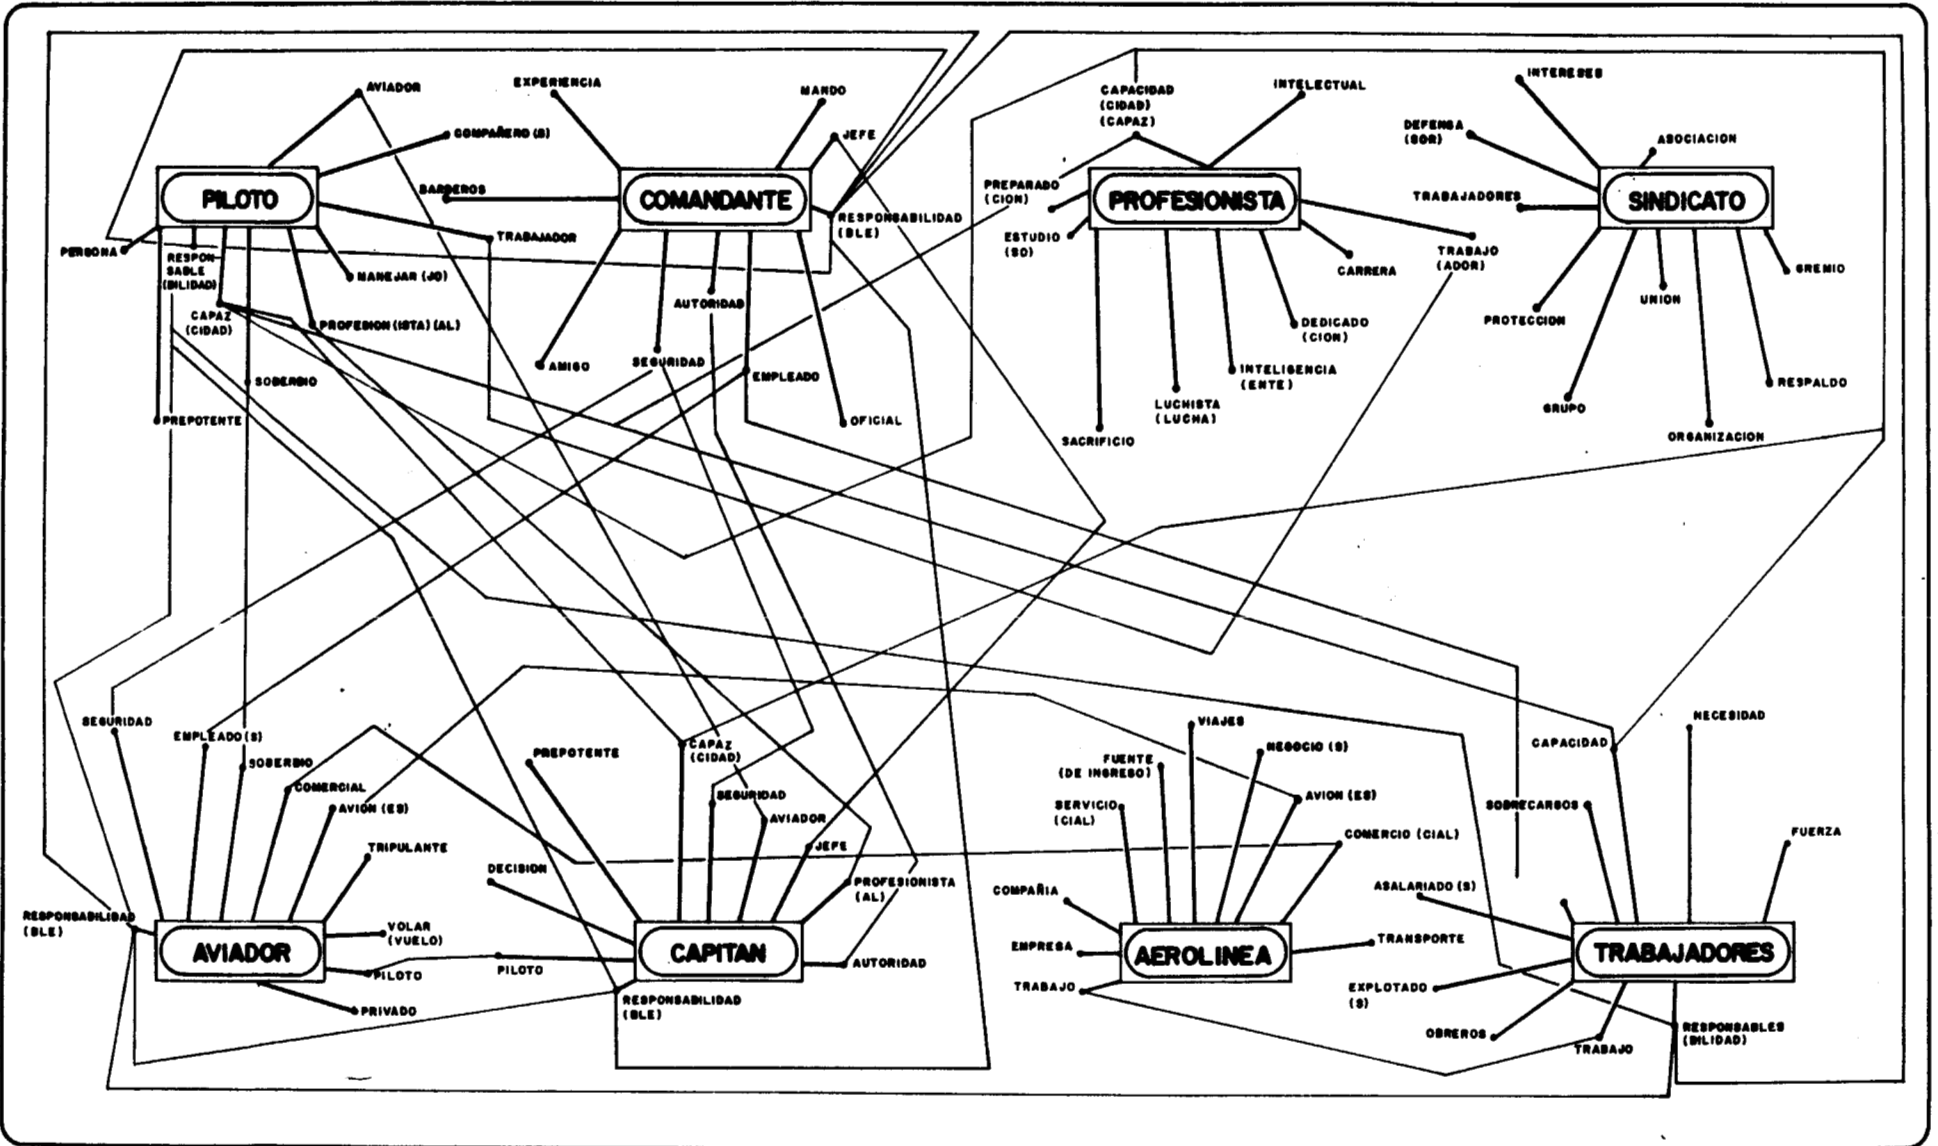 AVIADOR
COMPAÑERO (S)
PILOTO
TRABAJADOR
MANEJAR (JO)
PROFESION (ISTA) (AL)
SOBERBIO
CAPAZ
(CIDAD)
RESPON-
SABLE
(BILIDAD)
PERSONA
PREPOTENTE
EXPERIENCIA
MANDO
JEFE
BARBEROS
COMANDANTE
RESPONSABILIDAD
(BLE)
AUTORIDAD
SEGURIDAD
AMIGO
EMPLEADO
OFICIAL
CAPACIDAD
(CIDAD)
(CAPAZ)
INTELECTUAL
PREPARADO
(CION)
PROFESIONISTA
ESTUDIO
(SO)
TRABAJO
(ADOR)
CARRERA
DEDICADO
(CION)
INTELIGENCIA
(ENTE)
LUCHISTA
(LUCHA)
SACRIFICIO
INTERESES
DEFENSA
(SOR)
ASOCIACION
TRABAJADORES
SINDICATO
GREMIO
UNION
PROTECCION
RESPALDO
GRUPO
ORGANIZACION
SEGURIDAD
EMPLEADO(S)
SOBERBIO
COMERCIAL
AVION (ES)
TRIPULANTE
RESPONSABILIDAD
(BLE)
AVIADOR
VOLAR
(VUELO)
PILOTO
PRIVADO
PREPOTENTE
CAPAZ
(CIDAD)
SEGURIDAD
AVIADOR
JEFE
DECISION
PROFESIONISTA
(AL)
CAPITAN
PILOTO
AUTORIDAD
RESPONSABILIDAD
(BLE)
VIAJES
NEGOCIO (S)
FUENTE
(DE INGRESO)
AVION (ES)
SERVICIO
(CIAL)
COMERCIO (CIAL)
COMPAÑIA
EMPRESA
AEROLINEA
TRANSPORTE
TRABAJO
NECESIDAD
CAPACIDAD
SOBRECARGOS
FUERZA
ASALARIADO (S)
TRABAJADORES
EXPLOTADO
(S)
OBREROS
TRABAJO
RESPONSABLES
(BILIDAD)